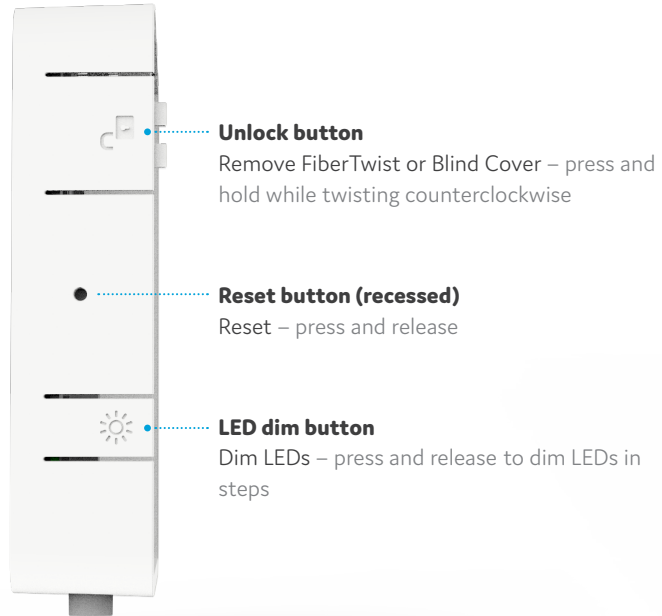 Unlock button
Remove FiberTwist or Blind Cover – press and
hold while twisting counterclockwise
Reset button (recessed)
Reset – press and release
LED dim button
Dim LEDs – press and release to dim LEDs in
steps